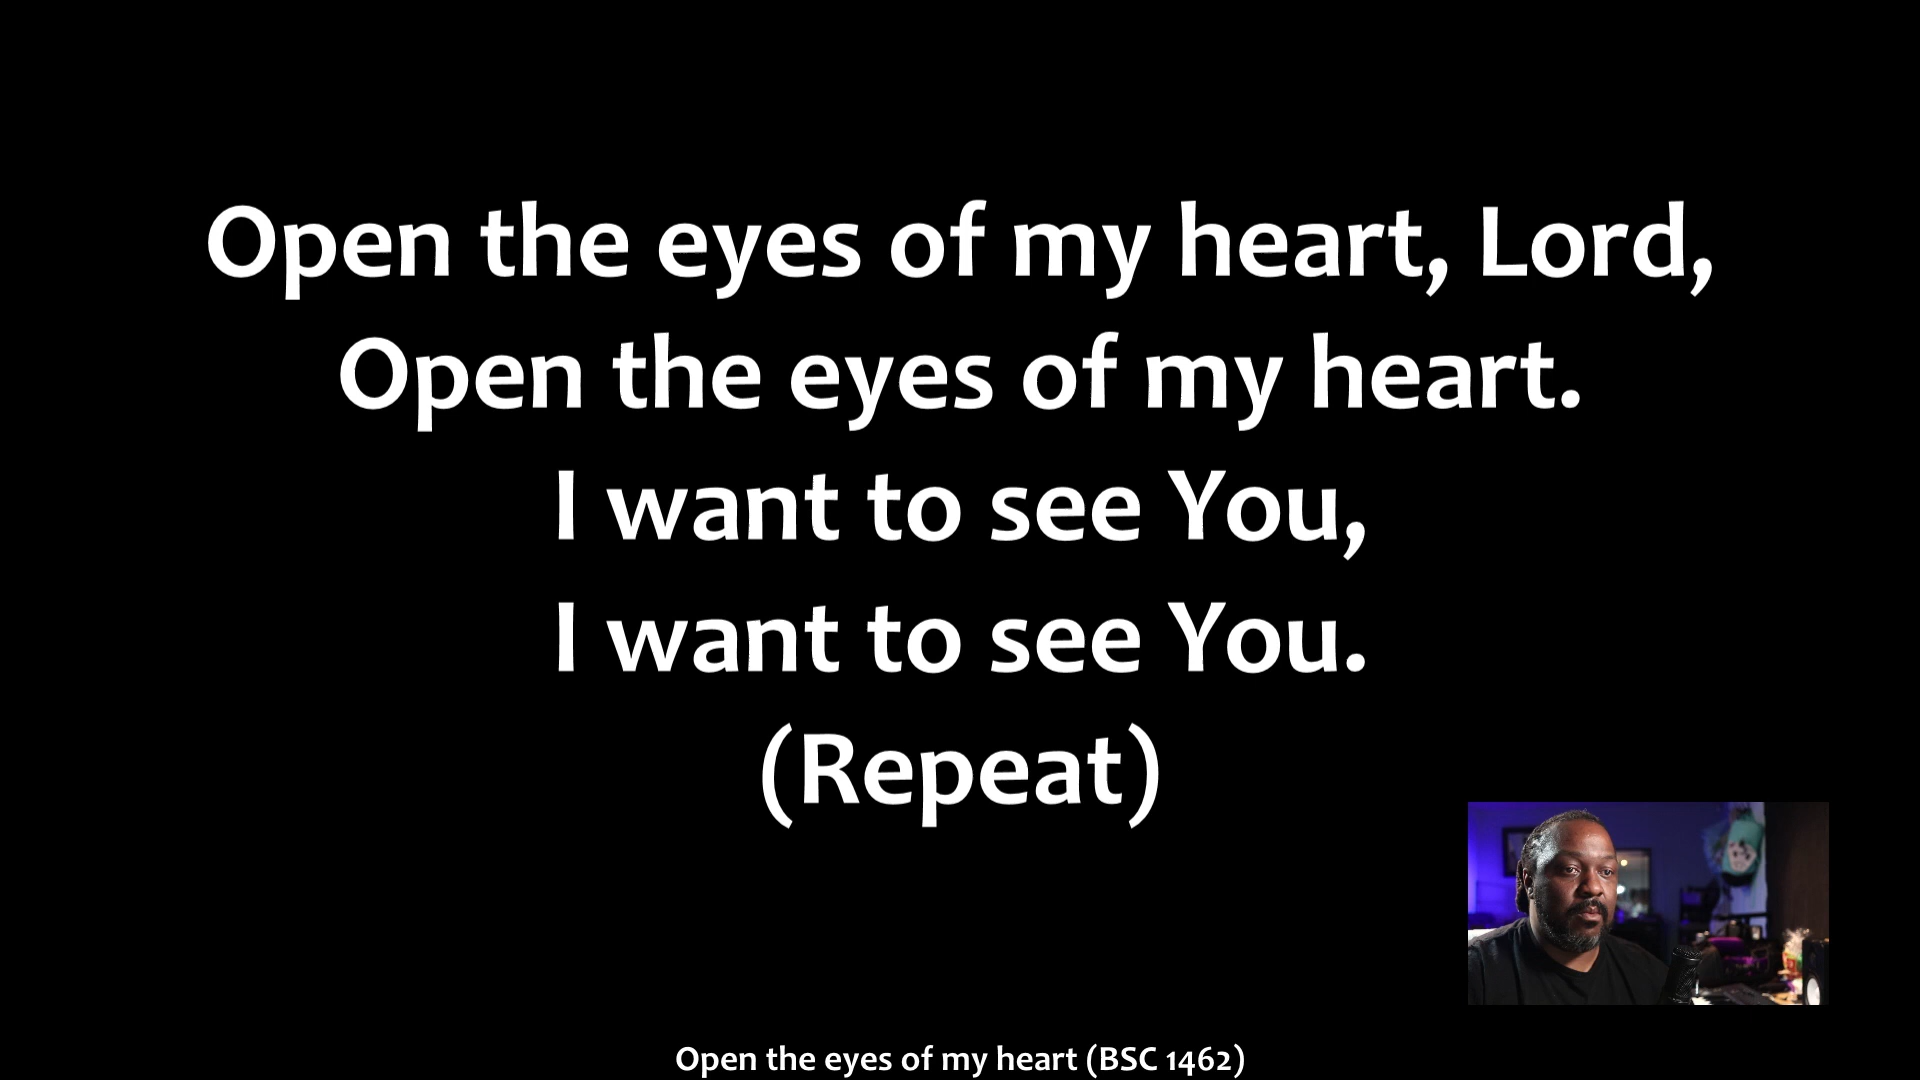 Open the eyes of my heart, Lord,
Open the eyes of my heart.
I want to see You,
I want to see You.
(Repeat)
Open the eyes of my heart (BSC 1462)